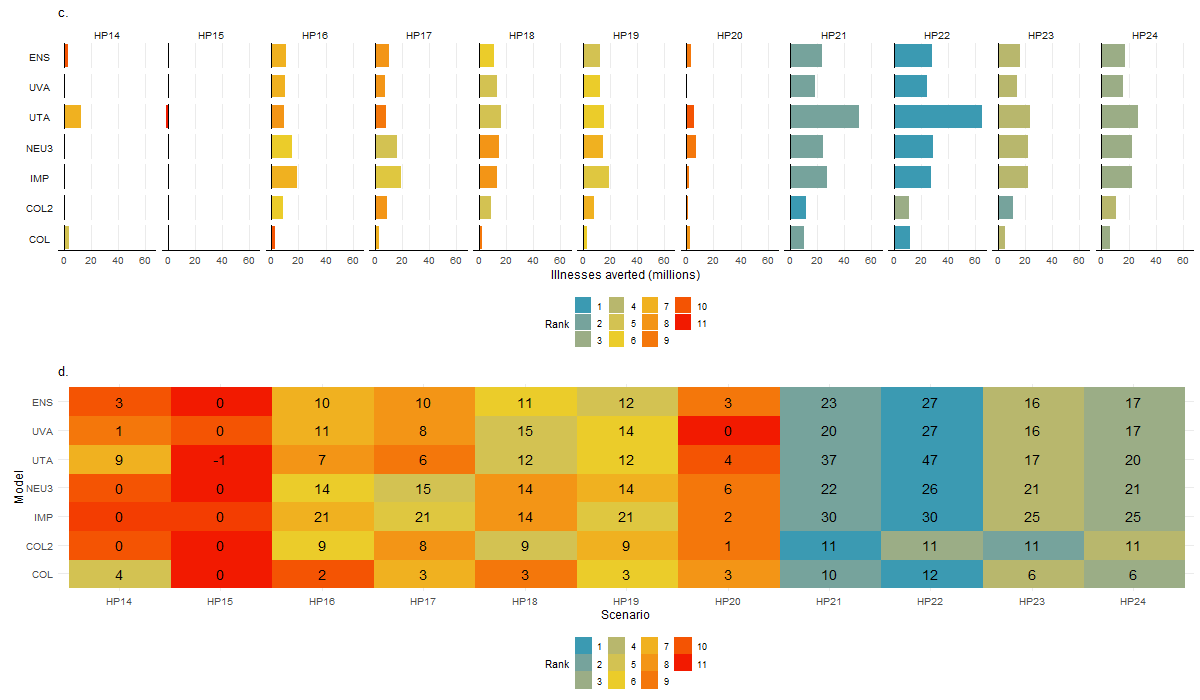 c.
HP14 HP15 HP16 HP17 HP18 HP19 HP20 HP21 HP22 HP23 HP24
ENS
UVA
UTA
NEU3
IMP
COL2
COL
0 20 40 60 0 20 40 60 0 20 40 60 0 20 40 60 0 20 40 60 0 20 40 60 0 20 40 60 0 20 40 60 0 20 40 60 0 20 40 60 0 20 40 60
Illnesses averted (millions)
1 4 7 10
Rank 2 5 8 11
3 6 9
d.
ENS 3 0 10 10 11 12 3 23 27 16 17
UVA 1 0 11 8 15 14 0 20 27 16 17
UTA 9 -1 7 6 12 12 4 37 47 17 20
Model
NEU3 0 0 14 15 14 14 6 22 26 21 21
IMP 0 0 21 21 14 21 2 30 30 25 25
COL2 0 0 9 8 9 9 1 11 11 11 11
COL 4 0 2 3 3 3 3 10 12 6 6
HP14 HP15 HP16 HP17 HP18 HP19 HP20 HP21 HP22 HP23 HP24
Scenario
1 4 7 10
Rank 2 5 8 11
3 6 9